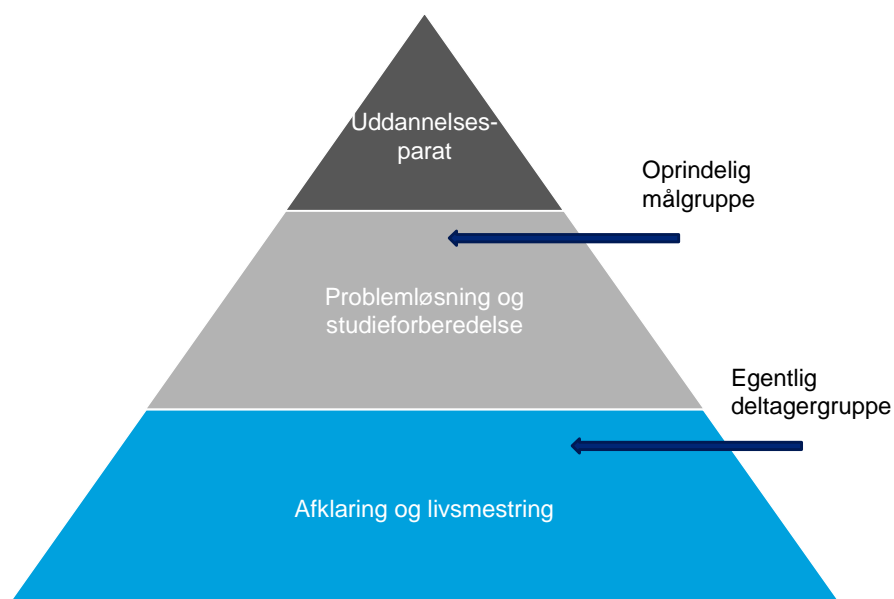 Uddannelses-
parat
Oprindelig
målgruppe
Problemløsning og
studieforberedelse
Egentlig
deltagergruppe
Afklaring og livsmestring